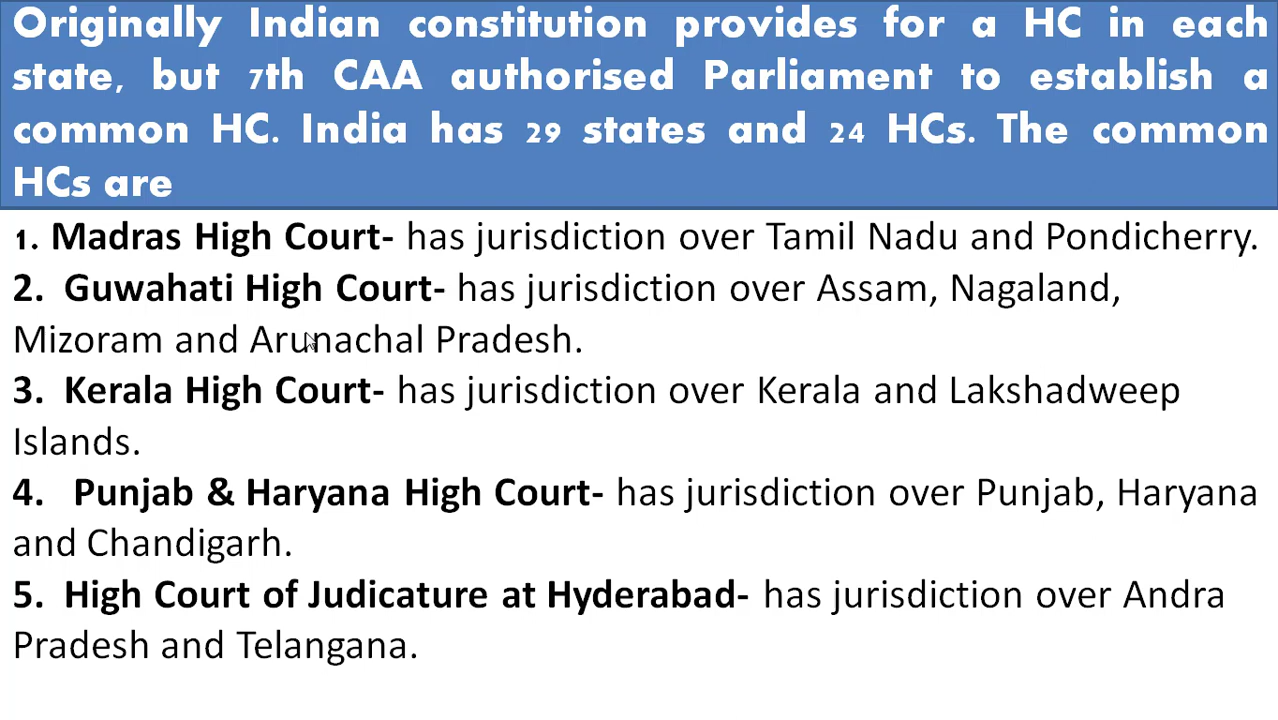 Originally Indian constitution provides for a HC in each
state, but 7th CAA authorised Parliament to establish a
common HC. India has 29 states and 24 HCs. The common
HCs are
1. Madras High Court- has jurisdiction over Tamil Nadu and Pondicherry.
2. Guwahati High Court- has jurisdiction over Assam, Nagaland,
Mizoram and Arunachal Pradesh.
3. Kerala High Court- has jurisdiction over Kerala and Lakshadweep
Islands.
4. Punjab & Haryana High Court- has jurisdiction over Punjab, Haryana
and Chandigarh.
5. High Court of Judicature at Hyderabad- has jurisdiction over Andra
Pradesh and Telangana.